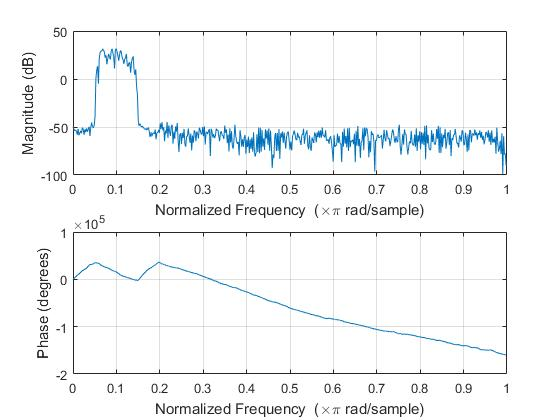 50
0
-50
-100
Magnitude (dB)
0 0.1 0.2 0.3 0.4 0.5 0.6 0.7 0.8 0.9 1
Normalized Frequency (×π rad/sample)
×10^5
1
0
-1
-2
Phase (degrees)
0 0.1 0.2 0.3 0.4 0.5 0.6 0.7 0.8 0.9 1
Normalized Frequency (×π rad/sample)